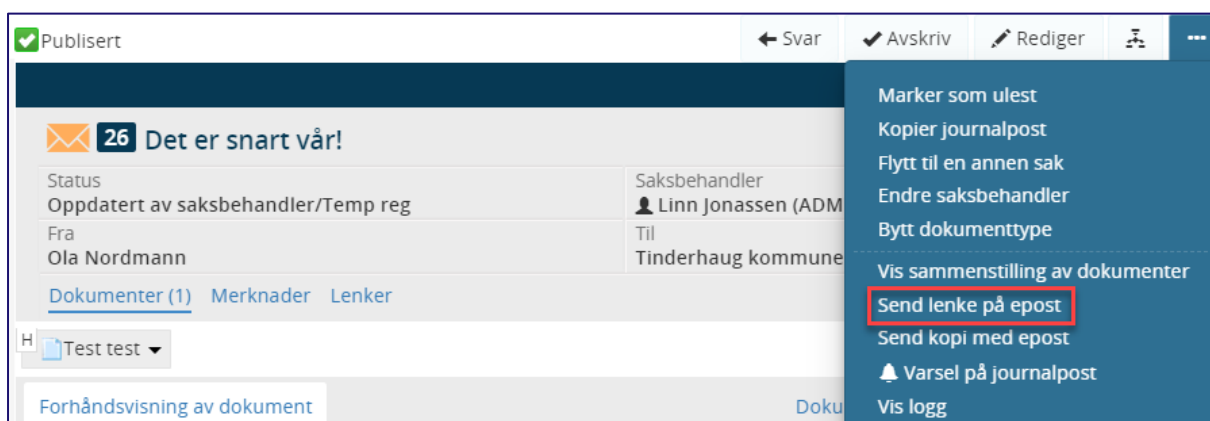 Publisert
Svar
Avskriv
Rediger
26 Det er snart vår!
Status
Oppdatert av saksbehandler/Temp reg
Saksbehandler
Linn Jonassen (ADM
Fra
Ola Nordmann
Til
Tinderhaug kommune
Dokumenter (1) Merknader Lenker
H
Test test
Forhåndsvisning av dokument
Doku
Marker som ulest
Kopier journalpost
Flytt til en annen sak
Endre saksbehandler
Bytt dokumenttype
Vis sammenstilling av dokumenter
Send lenke på epost
Send kopi med epost
Varsel på journalpost
Vis logg